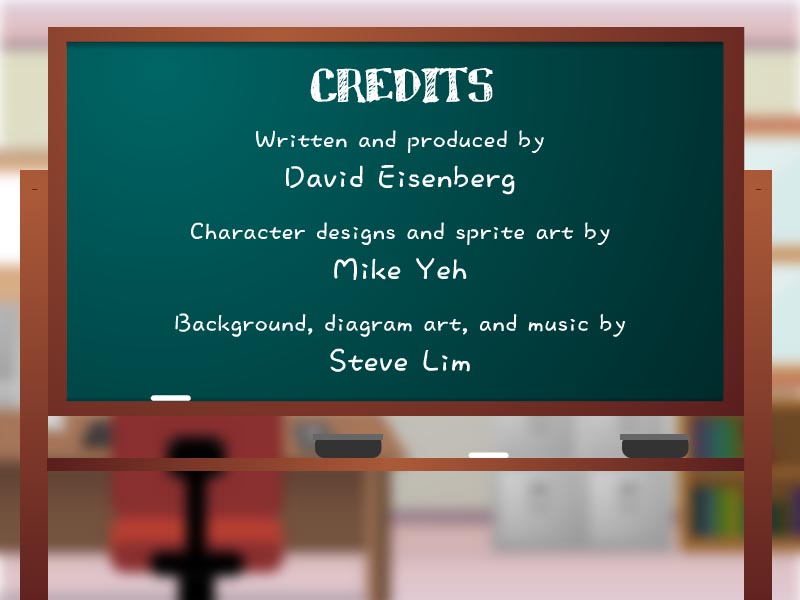 CREDITS
Written and produced by
David Eisenberg
Character designs and sprite art by
Mike Yeh
Background, diagram art, and music by
Steve Lim